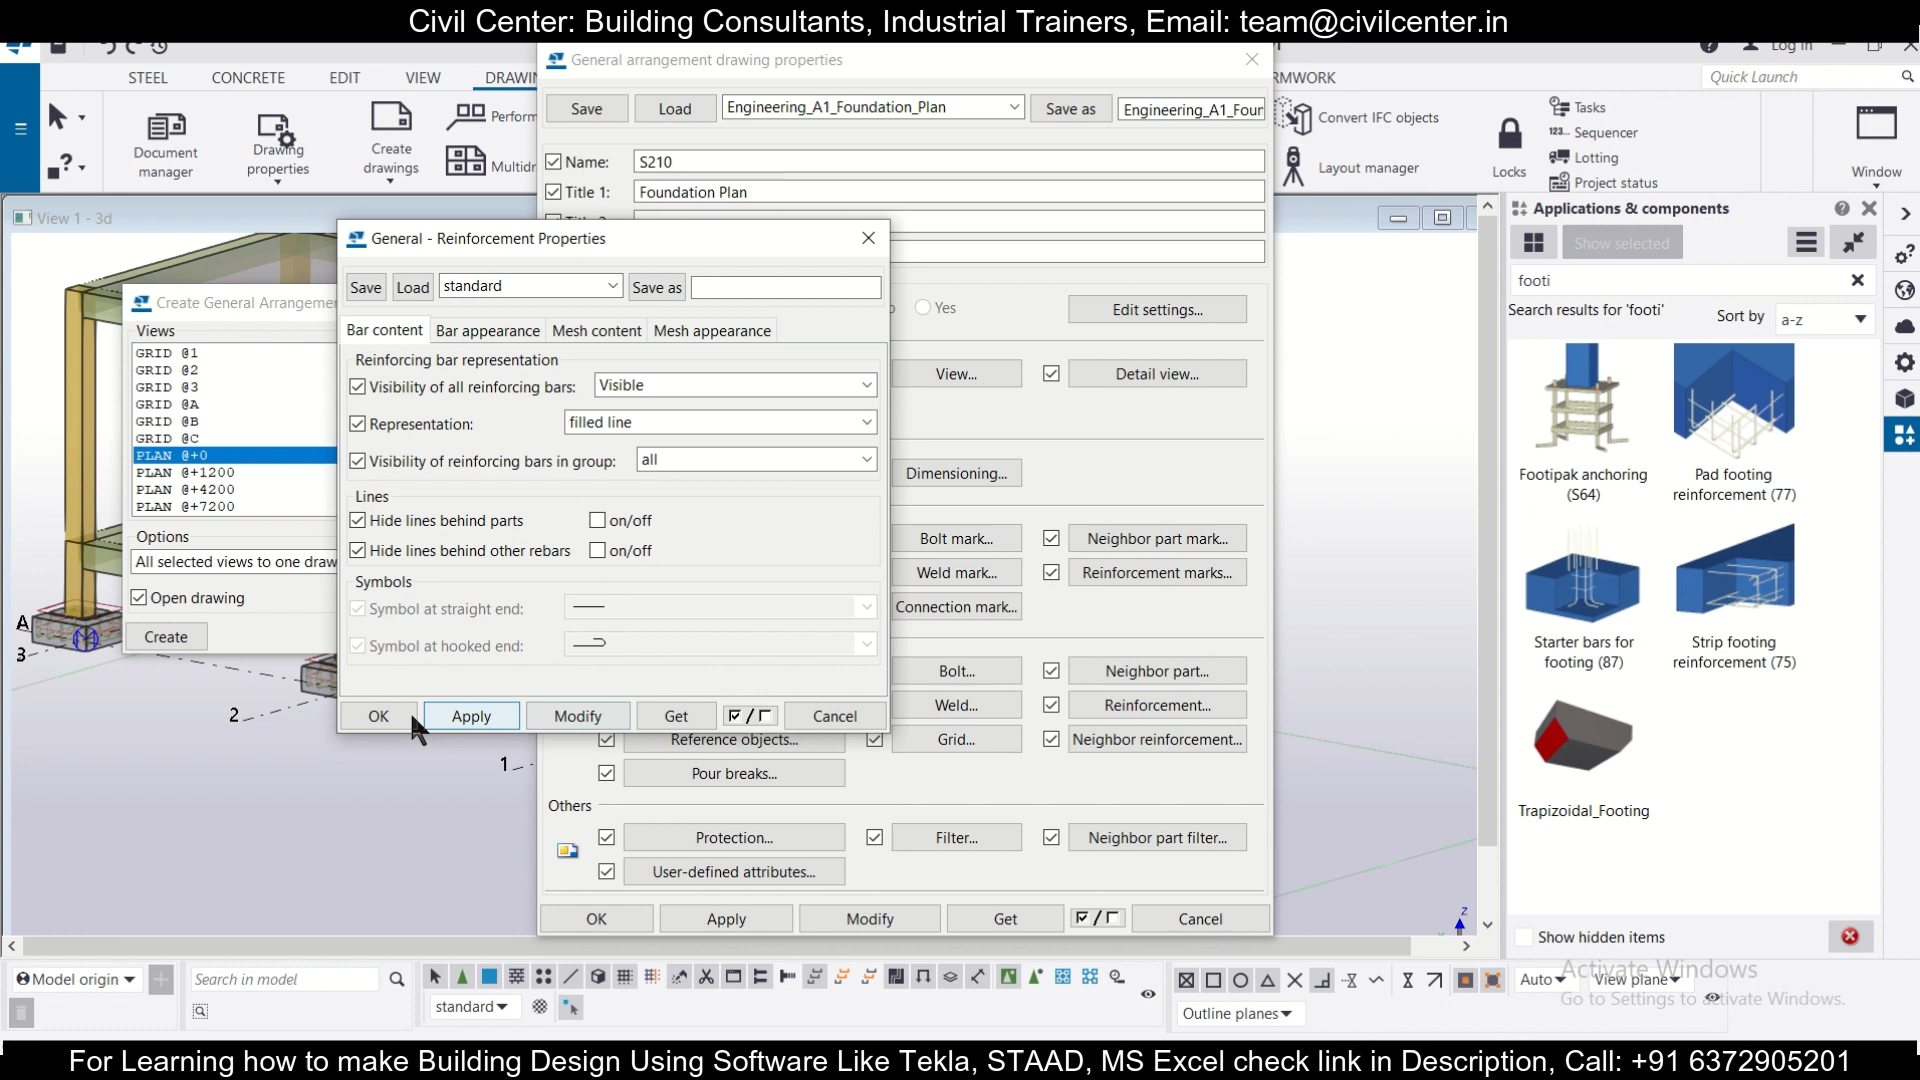 Civil Center: Building Consultants, Industrial Trainers, Email: team@civilcenter.in
General arrangement drawing properties
Log in
STEEL
CONCRETE
EDIT
VIEW
Quick Launch
Document manager
Drawing properties
Create drawings
Convert IFC objects
Layout manager
Locks
Tasks
Sequencer
Lotting
Project status
Window
Save
Load
Engineering_A1_Foundation_Plan
Save as
Engineering_A1_Four
Name:
S210
Title 1:
Foundation Plan
View 1 - 3d
Yes
Edit settings...
View...
Detail view...
Dimensioning...
Bolt mark...
Neighbor part mark...
Weld mark...
Reinforcement marks...
Connection mark...
Bolt...
Neighbor part...
Weld...
Reinforcement...
Reference objects...
Grid...
Neighbor reinforcement...
Pour breaks...
Others
Protection...
Filter...
Neighbor part filter...
User-defined attributes...
OK
Apply
Modify
Get
Cancel
Create General Arrangemer
Views
GRID @1
GRID @2
GRID @3
GRID @A
GRID @B
GRID @C
PLAN @+0
PLAN @+1200
PLAN @+4200
PLAN @+7200
Options
All selected views to one draw
Open drawing
Create
General - Reinforcement Properties
Save
Load
standard
Save as
Bar content
Bar appearance
Mesh content
Mesh appearance
Reinforcing bar representation
Visibility of all reinforcing bars:
Visible
Representation:
filled line
Visibility of reinforcing bars in group:
all
Lines
Hide lines behind parts
on/off
Hide lines behind other rebars
on/off
Symbols
Symbol at straight end:
Symbol at hooked end:
OK
Apply
Modify
Get
Cancel
A
3
2
1
z
Applications & components
Show selected
footi
Search results for 'footi'
Sort by
a-z
Footipak anchoring (S64)
Pad footing reinforcement (77)
Starter bars for footing (87)
Strip footing reinforcement (75)
Trapizoidal_Footing
Show hidden items
Model origin
Search in model
standard
Auto
View plane
Outline planes
Activate Windows
Go to Settings to activate Windows.
For Learning how to make Building Design Using Software Like Tekla, STAAD, MS Excel check link in Description, Call: +91 6372905201